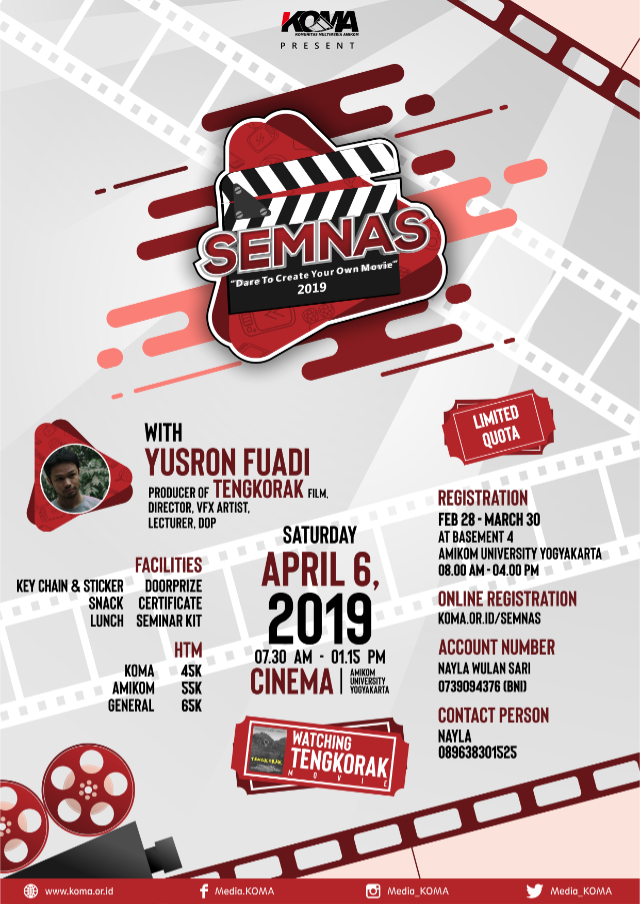 KOMA
KOMUNITAS MULTIMEDIA AMIKOM
PRESENT
SEMNAS
"Dare To Create Your Own Movie"
2019
WITH
YUSRON FUADI
PRODUCER OF TENGKORAK FILM,
DIRECTOR, VFX ARTIST,
LECTURER, DOP
FACILITIES
KEY CHAIN & STICKER DOORPRIZE
SNACK CERTIFICATE
LUNCH SEMINAR KIT
HTM
KOMA 45K
AMIKOM 55K
GENERAL 65K
SATURDAY
APRIL 6,
2019
07.30 AM - 01.15 PM
CINEMA | AMIKOM
UNIVERSITY
YOGYAKARTA
TENGKORAK
WATCHING
TENGKORAK
MOVIE
LIMITED
QUOTA
REGISTRATION
FEB 28 - MARCH 30
AT BASEMENT 4
AMIKOM UNIVERSITY YOGYAKARTA
08.00 AM - 04.00 PM
ONLINE REGISTRATION
KOMA.OR.ID/SEMNAS
ACCOUNT NUMBER
NAYLA WULAN SARI
0739094376 (BNI)
CONTACT PERSON
NAYLA
089638301525
www.koma.or.id
Media.KOMA
Media_KOMA
Media_KOMA